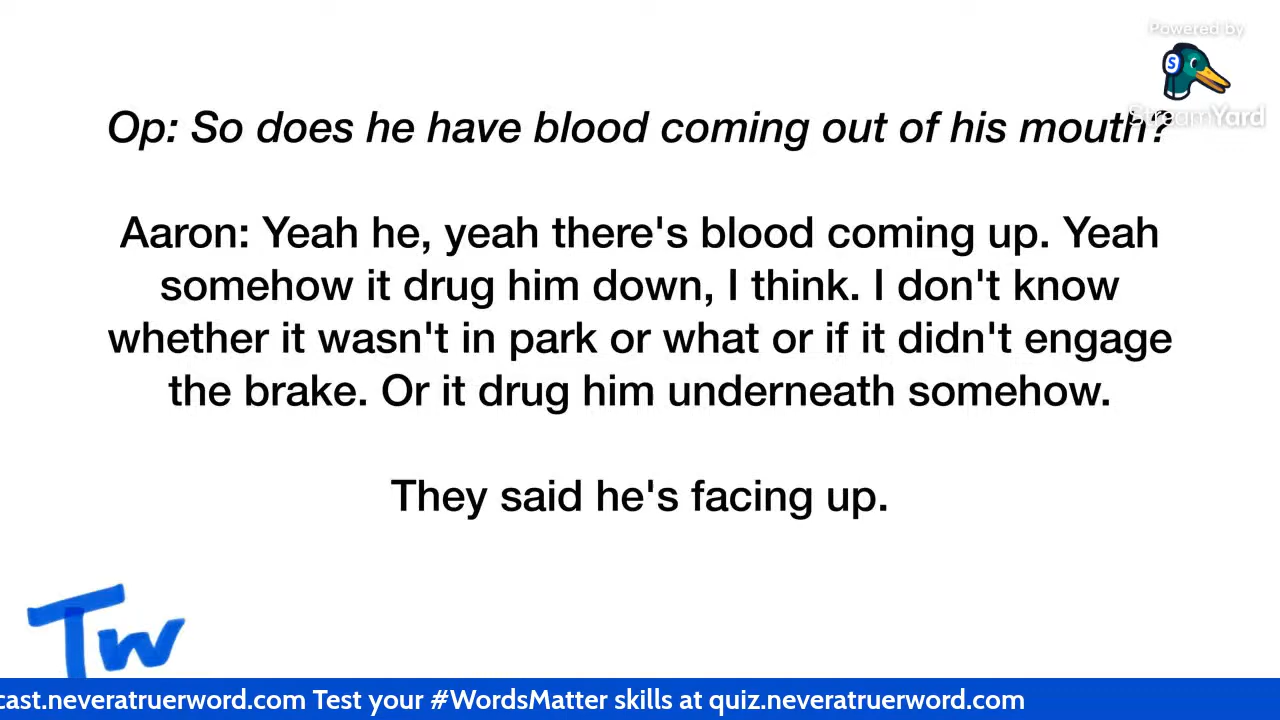 Powered by
StreamYard
Op: So does he have blood coming out of his mouth?
Aaron: Yeah he, yeah there's blood coming up. Yeah
somehow it drug him down, I think. I don't know
whether it wasn't in park or what or if it didn't engage
the brake. Or it drug him underneath somehow.
They said he's facing up.
Tw
cast.neveratruerword.com Test your #WordsMatter skills at quiz.neveratruerword.com